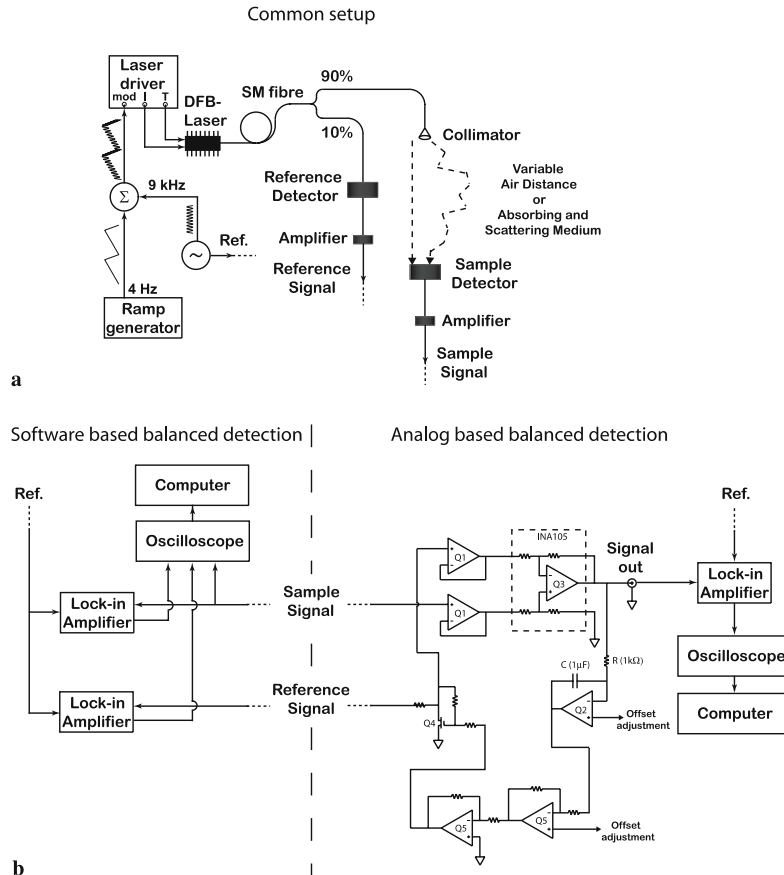 Common setup
Laser
driver
mod I T
DFB-
Laser
SM fibre
90%
10%
Collimator
Reference
Detector
Variable
Air Distance
or
Absorbing and
Scattering Medium
Σ
9 kHz
~
Ref.
Amplifier
Reference
Signal
Sample
Detector
4 Hz
Ramp
generator
Amplifier
Sample
Signal
a
Software based balanced detection
Ref.
Computer
Oscilloscope
Lock-in
Amplifier
Lock-in
Amplifier
Sample
Signal
Reference
Signal
Analog based balanced detection
Ref.
INA105
+
-
Q1
-
+
Q3
Signal
out
Lock-in
Amplifier
+
-
Q1
R (1kΩ)
C (1µF)
Oscilloscope
-
+
Q2
Offset
adjustment
Computer
Q4
-
+
Q5
-
+
Q5
Offset
adjustment
b